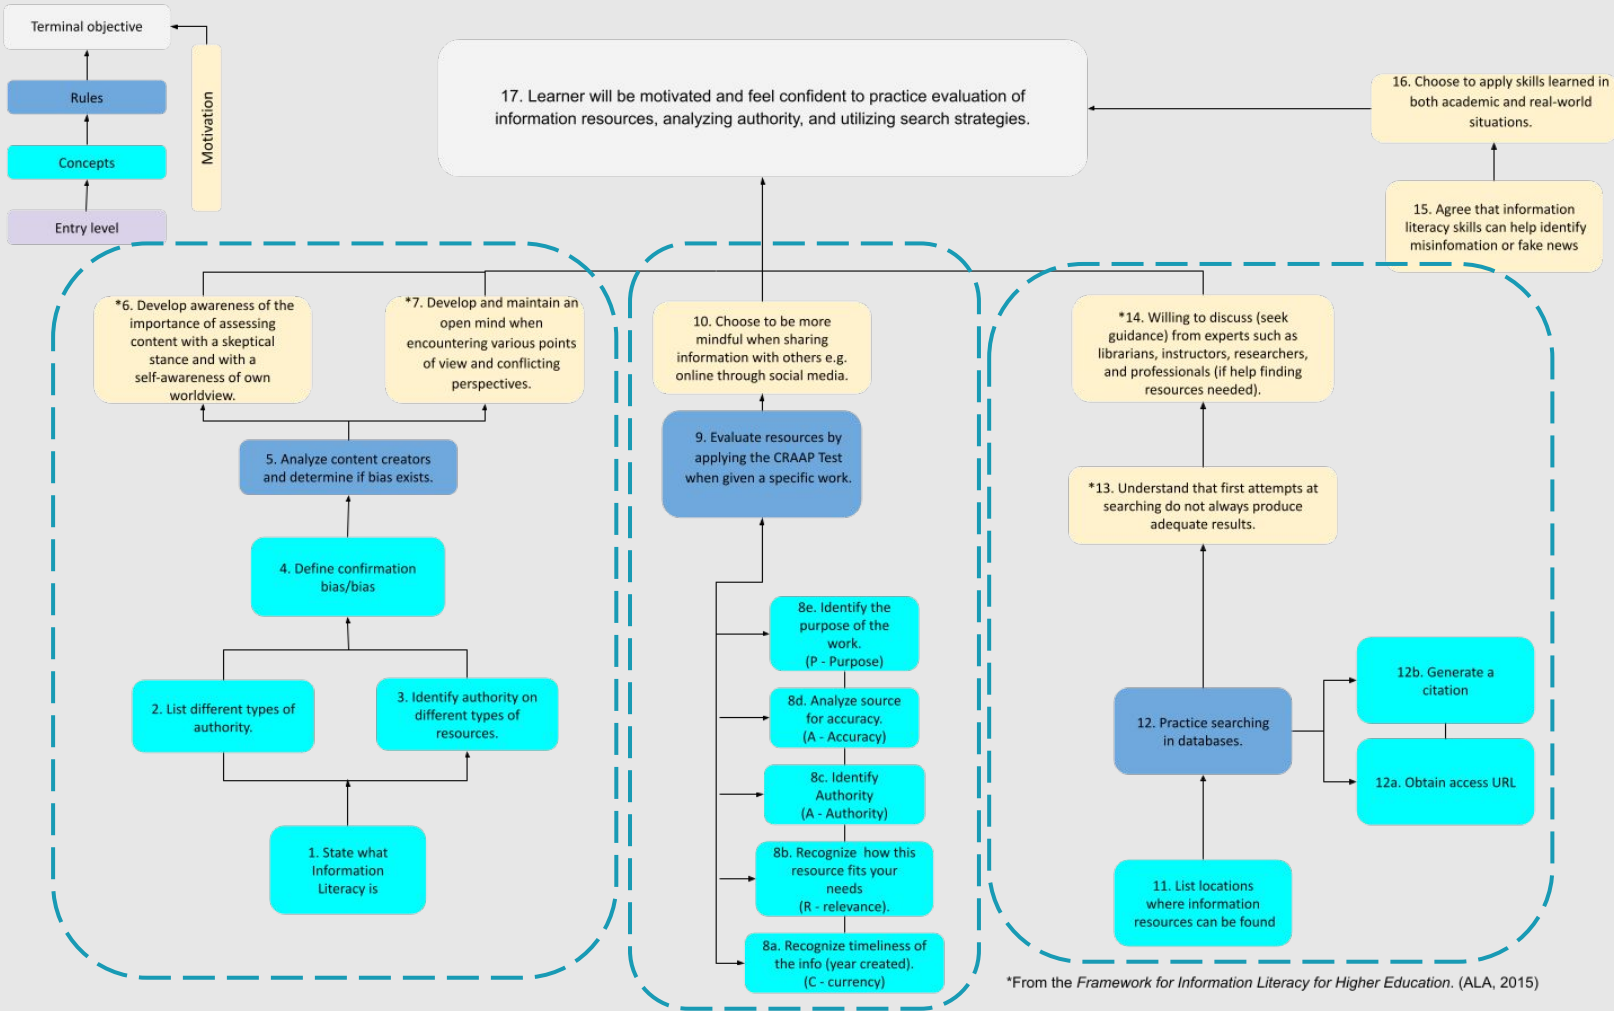 Terminal objective
Rules
Concepts
Entry level
Motivation
17. Learner will be motivated and feel confident to practice evaluation of
information resources, analyzing authority, and utilizing search strategies.
16. Choose to apply skills learned in
both academic and real-world
situations.
15. Agree that information
literacy skills can help identify
misinfomation or fake news
*6. Develop awareness of the
importance of assessing
content with a skeptical
stance and with a
self-awareness of own
worldview.
*7. Develop and maintain an
open mind when
encountering various points
of view and conflicting
perspectives.
5. Analyze content creators
and determine if bias exists.
4. Define confirmation
bias/bias
2. List different types of
authority.
3. Identify authority on
different types of
resources.
1. State what
Information
Literacy is
10. Choose to be more
mindful when sharing
information with others e.g.
online through social media.
9. Evaluate resources by
applying the CRAAP Test
when given a specific work.
8e. Identify the
purpose of the
work.
(P - Purpose)
8d. Analyze source
for accuracy.
(A - Accuracy)
8c. Identify
Authority
(A - Authority)
8b. Recognize how this
resource fits your
needs
(R - relevance).
8a. Recognize timeliness of
the info (year created).
(C - currency)
*14. Willing to discuss (seek
guidance) from experts such as
librarians, instructors, researchers,
and professionals (if help finding
resources needed).
*13. Understand that first attempts at
searching do not always produce
adequate results.
12. Practice searching
in databases.
12b. Generate a
citation
12a. Obtain access URL
11. List locations
where information
resources can be found
*From the Framework for Information Literacy for Higher Education. (ALA, 2015)